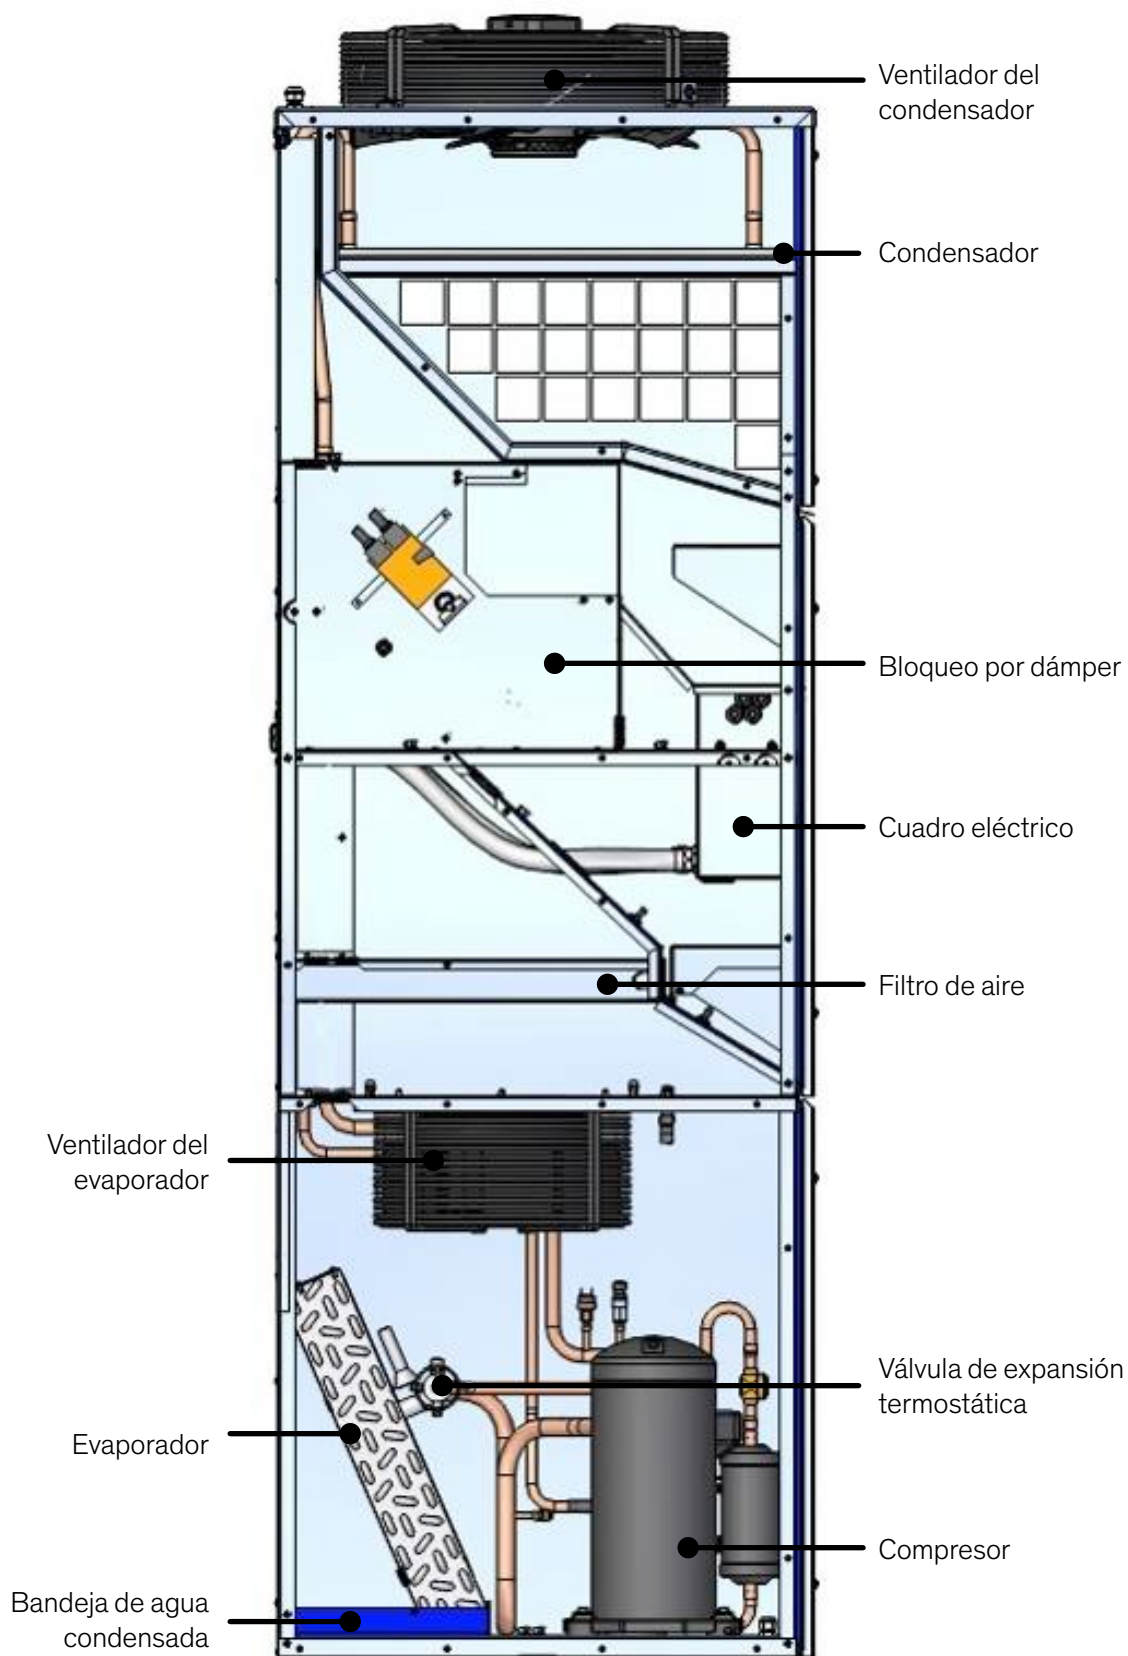 Ventilador del
condensador
Condensador
Bloqueo por dámper
Cuadro eléctrico
Filtro de aire
Ventilador del
evaporador
Válvula de expansión
termostática
Evaporador
Compresor
Bandeja de agua
condensada